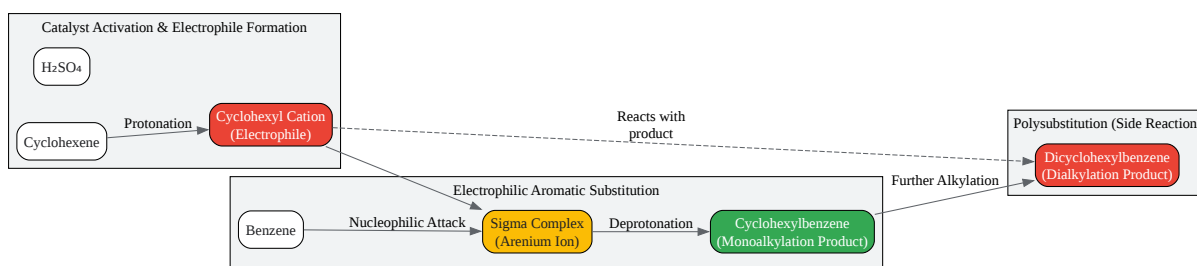 Catalyst Activation & Electrophile Formation
H₂SO₄
Cyclohexene
Protonation
Cyclohexyl Cation
(Electrophile)
Reacts with
product
Polysubstitution (Side Reaction)
Dicyclohexylbenzene
(Dialkylation Product)
Further Alkylation
Electrophilic Aromatic Substitution
Benzene
Nucleophilic Attack
Sigma Complex
(Arenium Ion)
Deprotonation
Cyclohexylbenzene
(Monoalkylation Product)